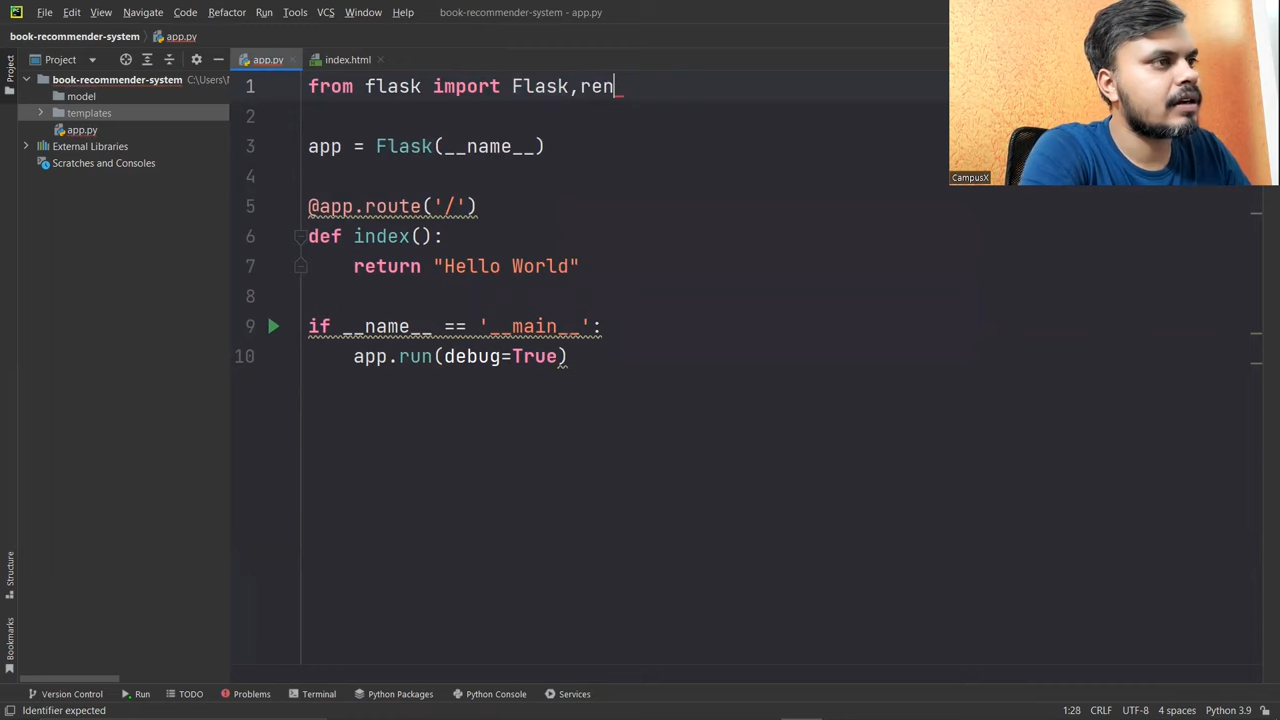 File Edit View Navigate Code Refactor Run Tools VCS Window Help book-recommender-system - app.py
book-recommender-system app.py
Project app.py index.html
Project
book-recommender-system C:\Users\
model
templates
app.py
External Libraries
Scratches and Consoles
1 from flask import Flask,ren
2
3 app = Flask(__name__)
4
5 @app.route('/')
6 def index():
7 return "Hello World"
8
9 if __name__ == '__main__':
10 app.run(debug=True)
CampusX
Structure
Bookmarks
Version Control Run TODO Problems Terminal Python Packages Python Console Services
Identifier expected 1:28 CRLF UTF-8 4 spaces Python 3.9